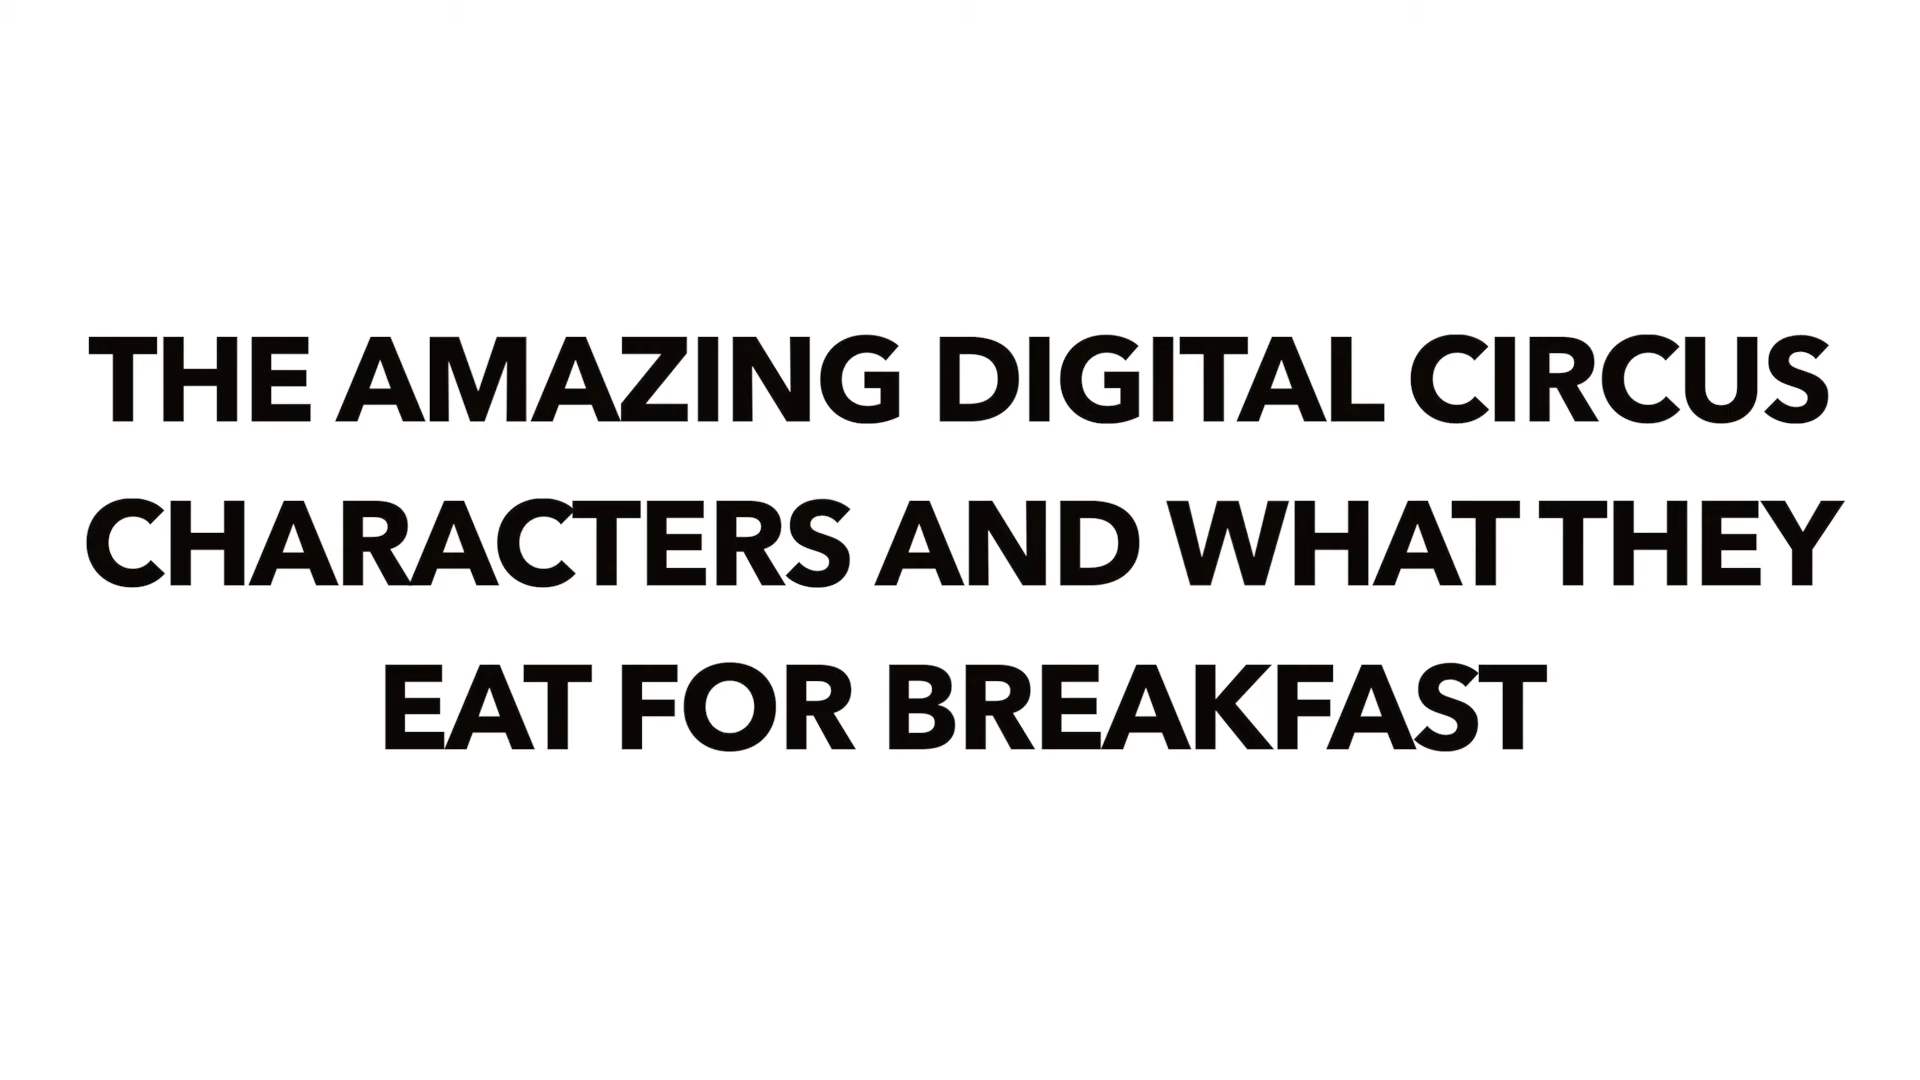 THE AMAZING DIGITAL CIRCUS
CHARACTERS AND WHAT THEY
EAT FOR BREAKFAST